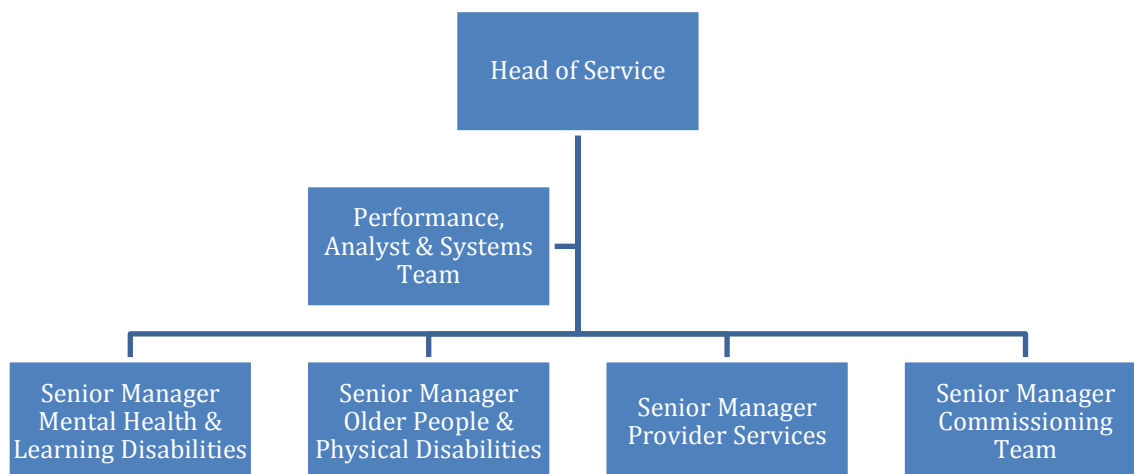 Head of Service
Performance,
Analyst & Systems
Team
Senior Manager
Mental Health &
Learning Disabilities
Senior Manager
Older People &
Physical Disabilities
Senior Manager
Provider Services
Senior Manager
Commissioning
Team